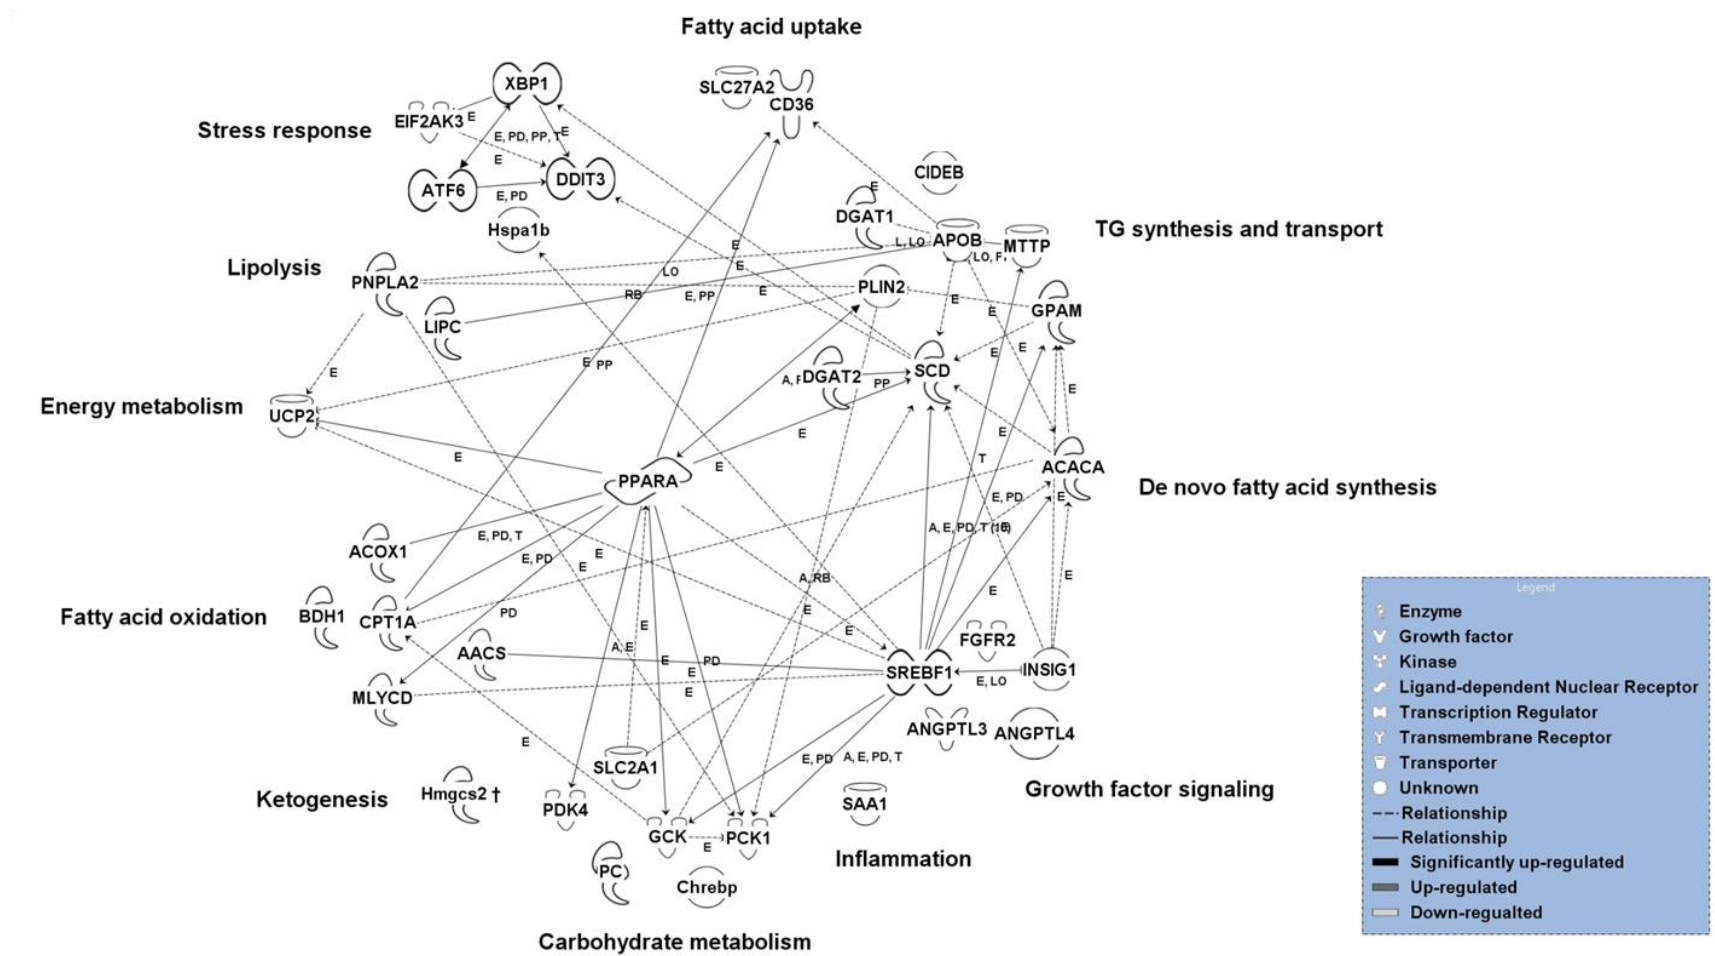 Fatty acid uptake
XBP1
SLC27A2
CD36
EIF2AK3
E
Stress response
E, PD, PP, T
E
E
CIDEB
ATF6
DDIT3
E, PD
E
DGAT1
Hspa1b
TG synthesis and transport
L, LO
APOB
MTTP
E
LO, F,
Lipolysis
E
LO
PNPLA2
PLIN2
RB
E, PP
E
E
GPAM
LIPC
E
E
E
E
PP
SCD
E
A, F
DGAT2
PP
E
Energy metabolism
UCP2
E
E
E
E
T
PPARA
ACACA
De novo fatty acid synthesis
E, PD
E
A, E, PD, T (10)
E, PD, T
ACOX1
E
E, PD
E
A, RB
E
Legend
E
Enzyme
Fatty acid oxidation
BDH1
CPT1A
PD
E
E
E
Growth factor
FGFR2
A, E
AACS
E
PD
Kinase
E
SREBF1
INSIG1
E, LO
Ligand-dependent Nuclear Receptor
MLYCD
E
Transcription Regulator
ANGPTL3
ANGPTL4
Transmembrane Receptor
E
E, PD
A, E, PD, T
SLC2A1
Transporter
Ketogenesis
Hmgcs2 †
PDK4
SAA1
Growth factor signaling
Unknown
Relationship
GCK
PCK1
E
Relationship
Inflammation
Significantly up-regulated
PC
Chrebp
Up-regulated
Down-regualted
Carbohydrate metabolism